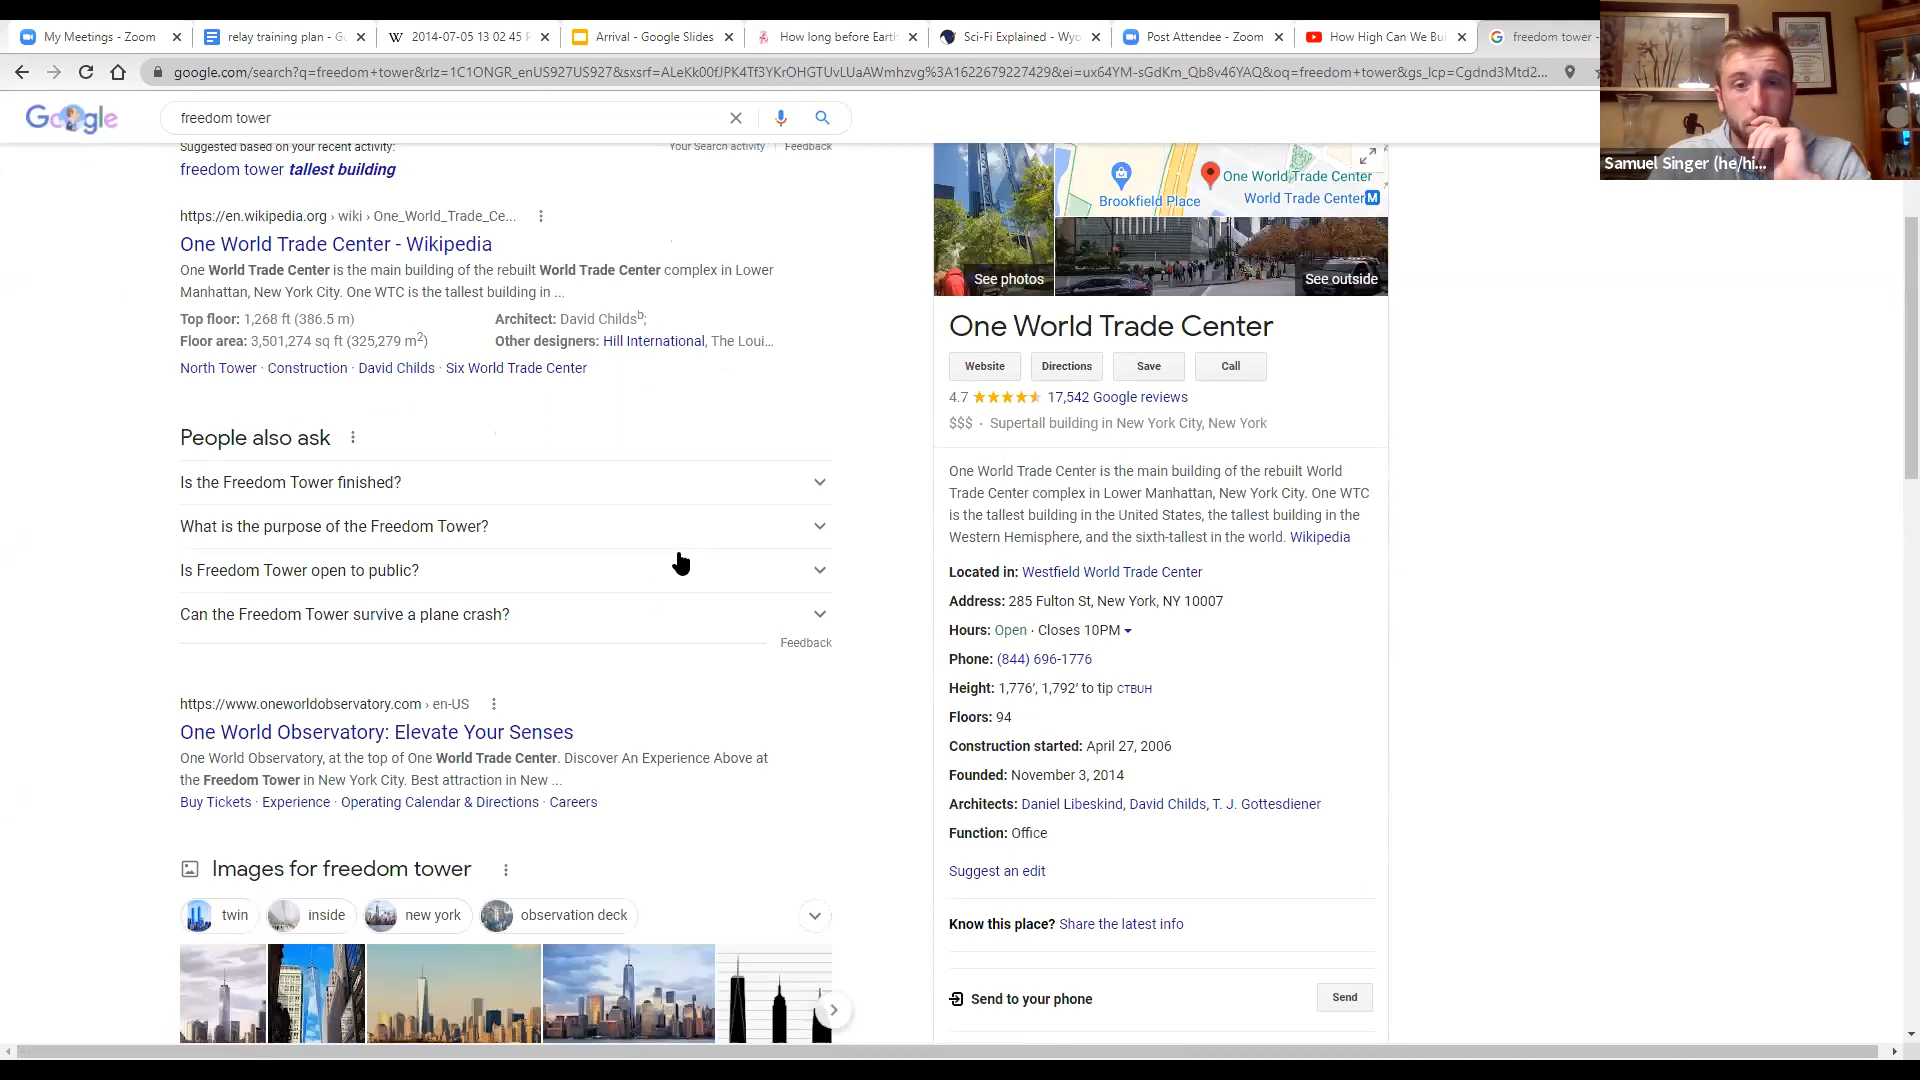 My Meetings - Zoom
relay training plan - G
2014-07-05 13 02 45
Arrival - Google Slides
How long before Earth
Sci-Fi Explained - Wyo
Post Attendee - Zoom
How High Can We Bui
freedom tower -
google.com/search?q=freedom+tower&rlz=1C1ONGR_enUS927US927&sxsrf=ALeKk00fJPK4Tf3YKrOHGTUvLUaAWmhzvg%3A1622679227429&ei=ux64YM-sGdKm_Qb8v46YAQ&oq=freedom+tower&gs_lcp=Cgdnd3Mtd2...
Google
freedom tower
Samuel Singer (he/hi...
Suggested based on your recent activity:
Your Search activity
Feedback
freedom tower tallest building
https://en.wikipedia.org › wiki › One_World_Trade_Ce...
One World Trade Center - Wikipedia
One World Trade Center is the main building of the rebuilt World Trade Center complex in Lower
Manhattan, New York City. One WTC is the tallest building in ...
Top floor: 1,268 ft (386.5 m)
Architect: David Childsb;
Floor area: 3,501,274 sq ft (325,279 m2)
Other designers: Hill International, The Loui...
North Tower · Construction · David Childs · Six World Trade Center
People also ask
Is the Freedom Tower finished?
What is the purpose of the Freedom Tower?
Is Freedom Tower open to public?
Can the Freedom Tower survive a plane crash?
Feedback
https://www.oneworldobservatory.com › en-US
One World Observatory: Elevate Your Senses
One World Observatory, at the top of One World Trade Center. Discover An Experience Above at
the Freedom Tower in New York City. Best attraction in New ...
Buy Tickets · Experience · Operating Calendar & Directions · Careers
Images for freedom tower
twin
inside
new york
observation deck
One World Trade Center
Brookfield Place
World Trade Center M
See photos
See outside
One World Trade Center
Website
Directions
Save
Call
4.7 17,542 Google reviews
$$$ · Supertall building in New York City, New York
One World Trade Center is the main building of the rebuilt World
Trade Center complex in Lower Manhattan, New York City. One WTC
is the tallest building in the United States, the tallest building in the
Western Hemisphere, and the sixth-tallest in the world. Wikipedia
Located in: Westfield World Trade Center
Address: 285 Fulton St, New York, NY 10007
Hours: Open · Closes 10PM
Phone: (844) 696-1776
Height: 1,776′, 1,792′ to tip CTBUH
Floors: 94
Construction started: April 27, 2006
Founded: November 3, 2014
Architects: Daniel Libeskind, David Childs, T. J. Gottesdiener
Function: Office
Suggest an edit
Know this place? Share the latest info
Send to your phone
Send